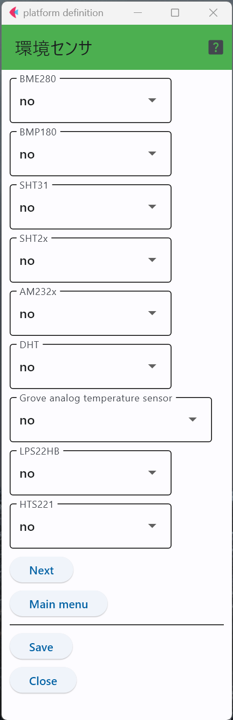 platform definition
環境センサ
?
BME280
no
BMP180
no
SHT31
no
SHT2x
no
AM232x
no
DHT
no
Grove analog temperature sensor
no
LPS22HB
no
HTS221
no
Next
Main menu
Save
Close